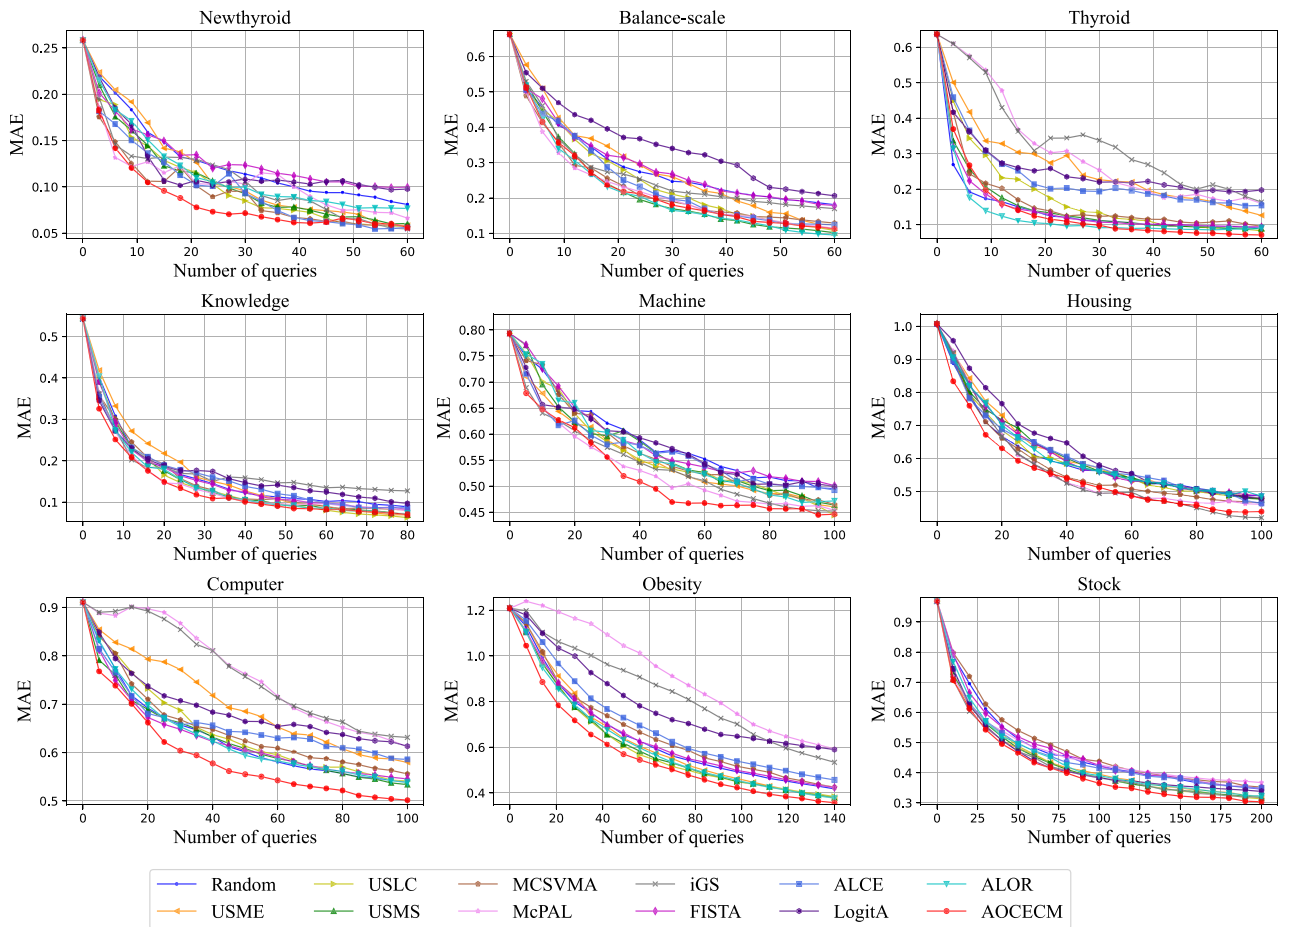 Newthyroid
Balance-scale
Thyroid
MAE
0.25
0.20
0.15
0.10
0.05
0 10 20 30 40 50 60
Number of queries
MAE
0.6
0.5
0.4
0.3
0.2
0.1
0 10 20 30 40 50 60
Number of queries
MAE
0.6
0.5
0.4
0.3
0.2
0.1
0 10 20 30 40 50 60
Number of queries
Knowledge
Machine
Housing
MAE
0.5
0.4
0.3
0.2
0.1
0 10 20 30 40 50 60 70 80
Number of queries
MAE
0.80
0.75
0.70
0.65
0.60
0.55
0.50
0.45
0 20 40 60 80 100
Number of queries
MAE
1.0
0.9
0.8
0.7
0.6
0.5
0 20 40 60 80 100
Number of queries
Computer
Obesity
Stock
MAE
0.9
0.8
0.7
0.6
0.5
0 20 40 60 80 100
Number of queries
MAE
1.2
1.0
0.8
0.6
0.4
0 20 40 60 80 100 120 140
Number of queries
MAE
0.9
0.8
0.7
0.6
0.5
0.4
0.3
0 25 50 75 100 125 150 175 200
Number of queries
Random USLC MCSVMA iGS ALCE ALOR
USME USMS McPAL FISTA LogitA AOCECM